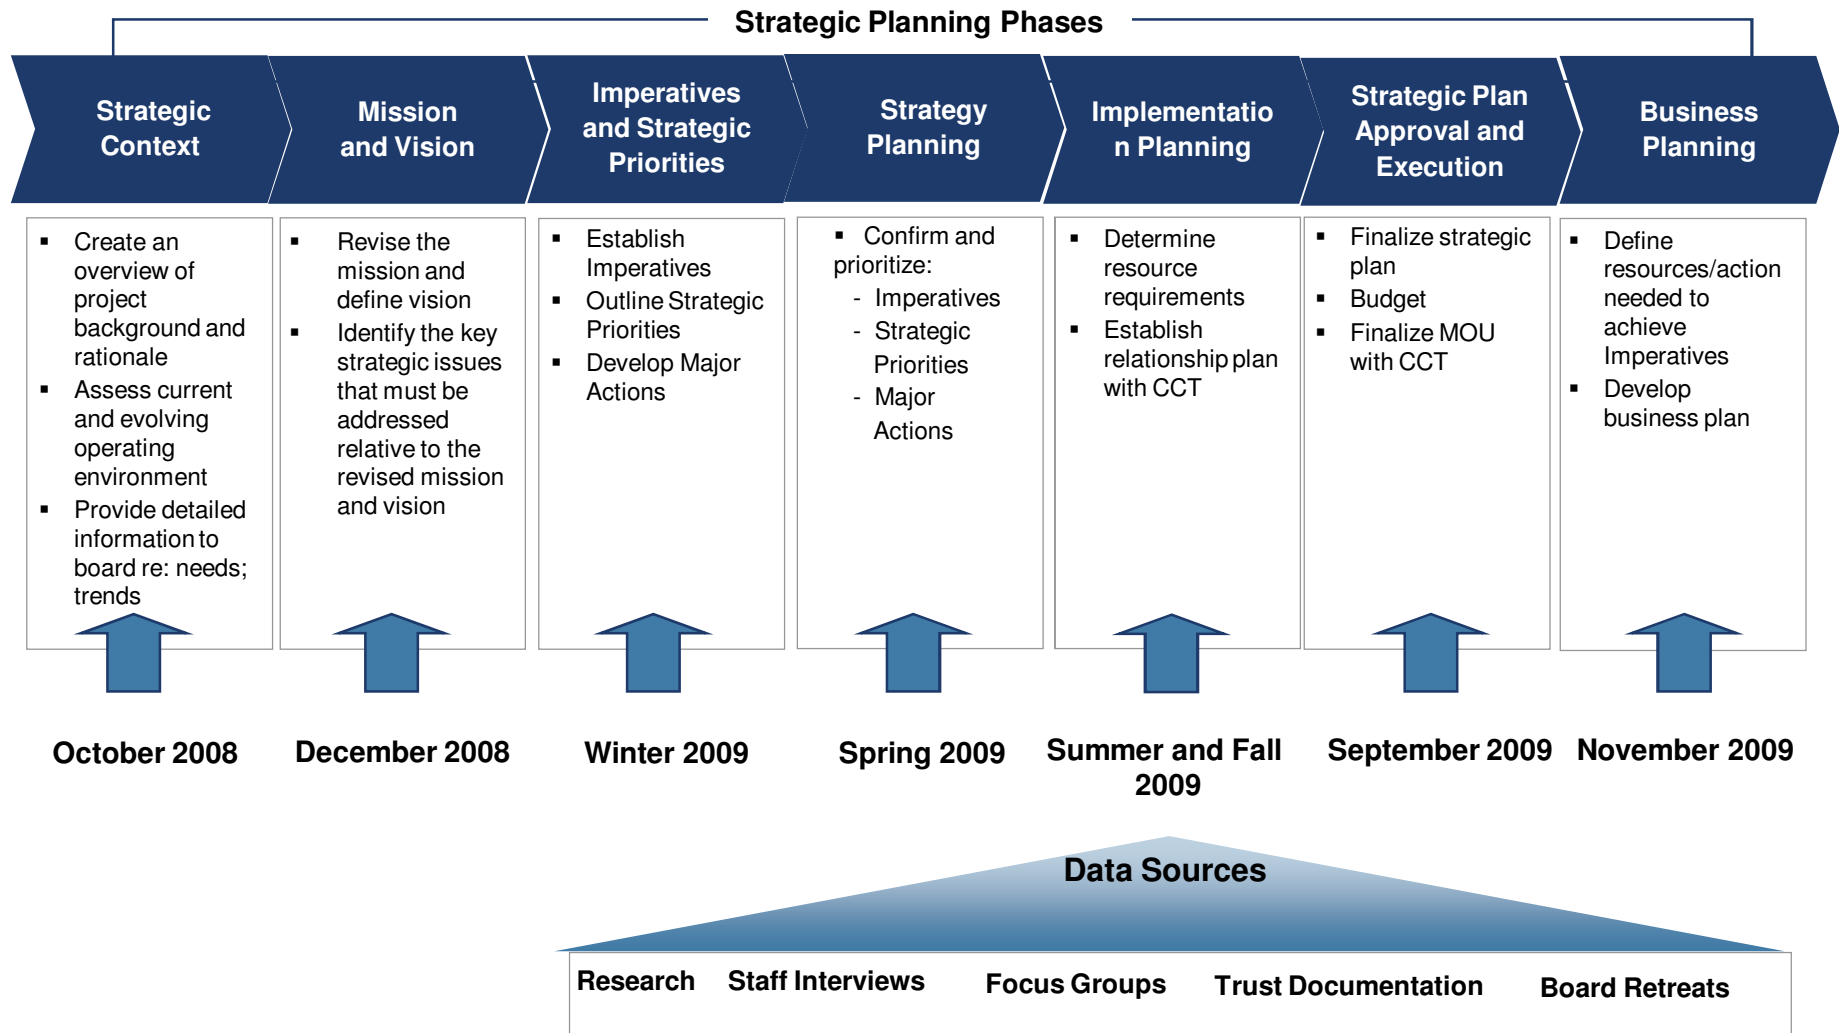 Strategic Planning Phases
Strategic
Context
Mission
and Vision
Imperatives
and Strategic
Priorities
Strategy
Planning
Implementatio
n Planning
Strategic Plan
Approval and
Execution
Business
Planning
▪ Create an
overview of
project
background and
rationale
▪ Assess current
and evolving
operating
environment
▪ Provide detailed
information to
board re: needs;
trends
▪ Revise the
mission and
define vision
▪ Identify the key
strategic issues
that must be
addressed
relative to the
revised mission
and vision
▪ Establish
Imperatives
▪ Outline Strategic
Priorities
▪ Develop Major
Actions
▪ Confirm and
prioritize:
- Imperatives
- Strategic
Priorities
- Major
Actions
▪ Determine
resource
requirements
▪ Establish
relationship plan
with CCT
▪ Finalize strategic
plan
▪ Budget
▪ Finalize MOU
with CCT
▪ Define
resources/action
needed to
achieve
Imperatives
▪ Develop
business plan
October 2008
December 2008
Winter 2009
Spring 2009
Summer and Fall
2009
September 2009
November 2009
Data Sources
Research
Staff Interviews
Focus Groups
Trust Documentation
Board Retreats